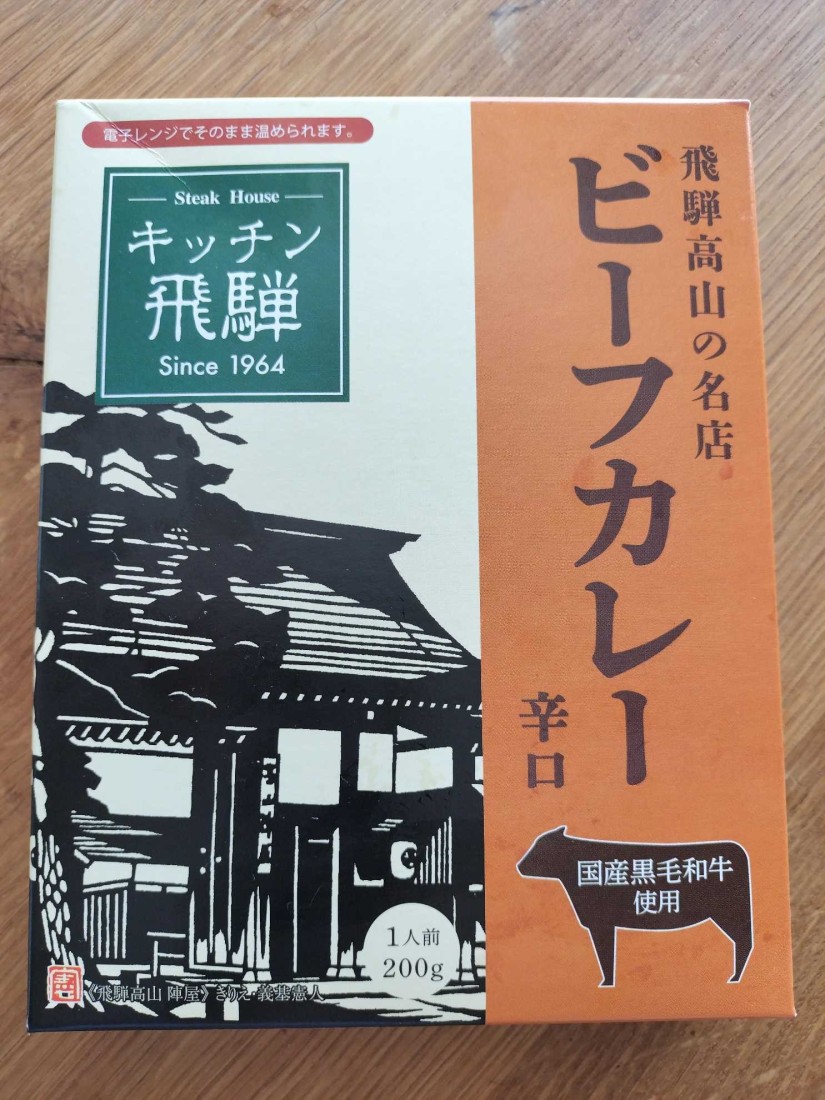 電子レンジでそのまま温められます。
Steak House
キッチン
飛騨
Since 1964
飛騨高山の名店
ビーフカレー
辛口
国産黒毛和牛
使用
1人前
200g
《飛騨高山 陣屋》きりえ・義基憲人